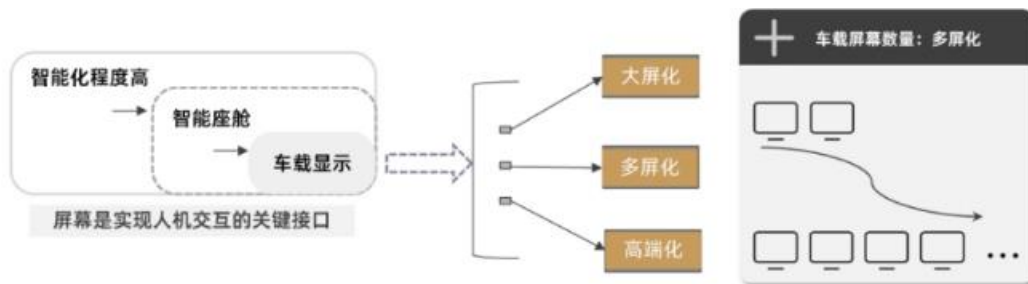 智能化程度高
智能座舱
车载显示
屏幕是实现人机交互的关键接口
大屏化
多屏化
高端化
车载屏幕数量：多屏化